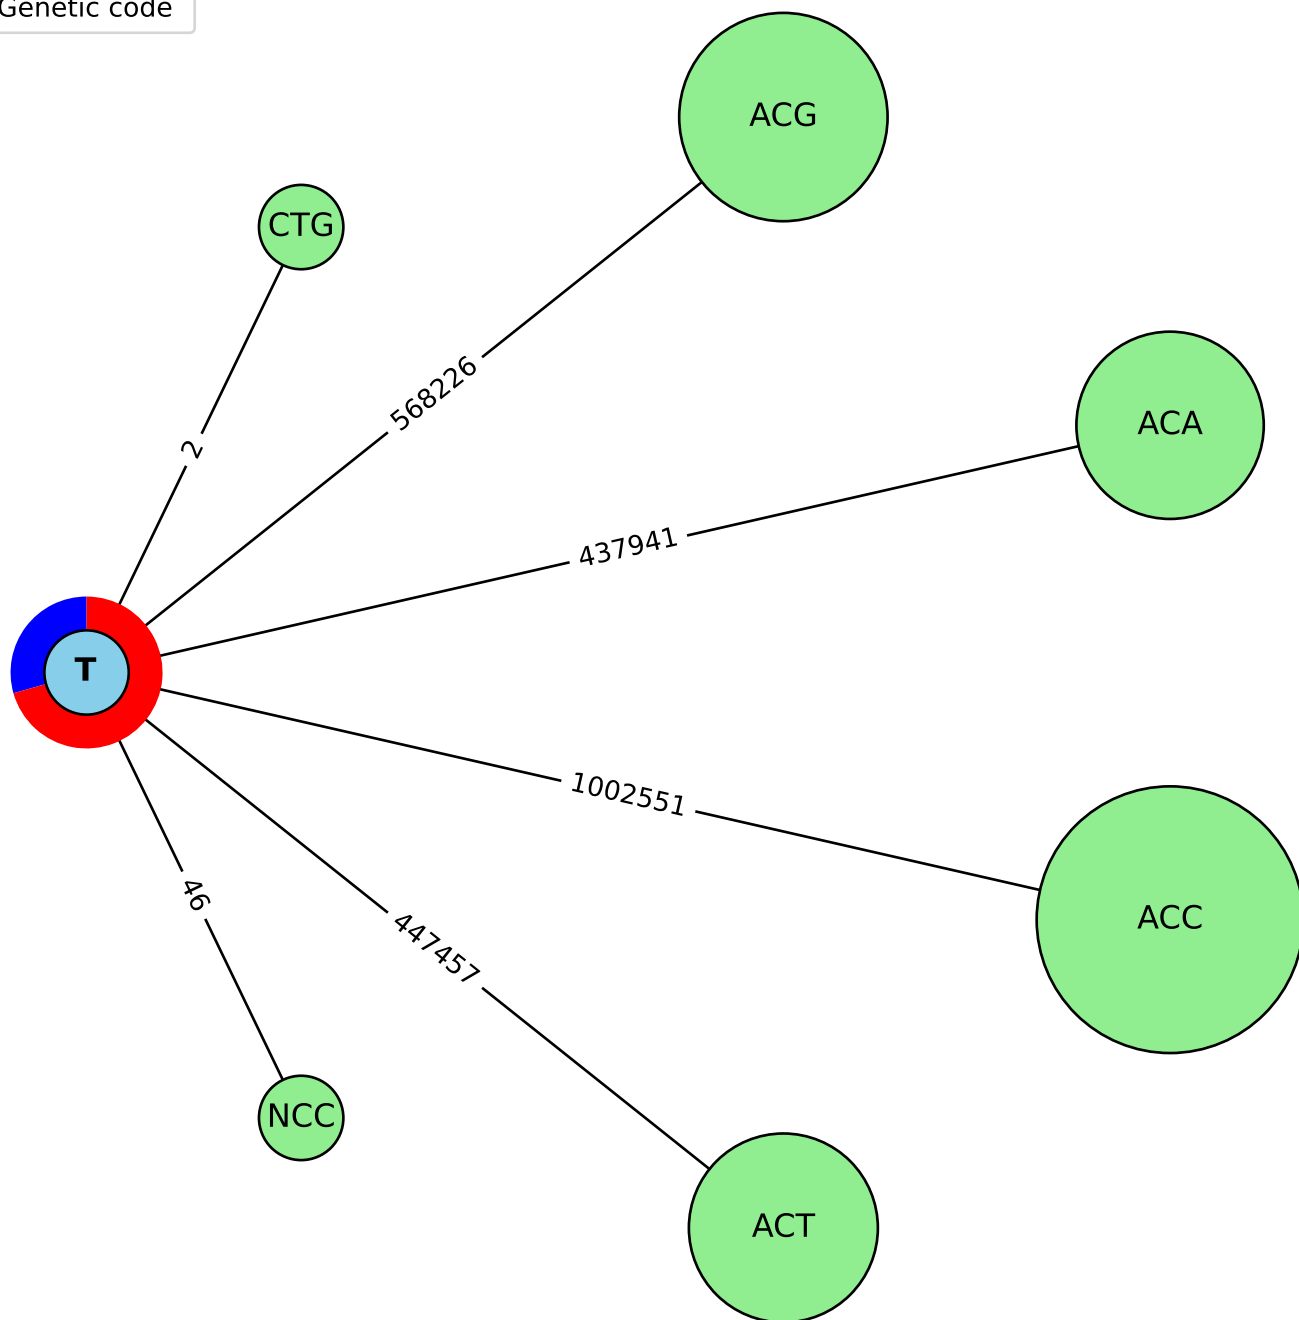 Genetic code
ACG
CTG
568226
ACA
2
437941
T
1002551
46
ACC
447457
NCC
ACT